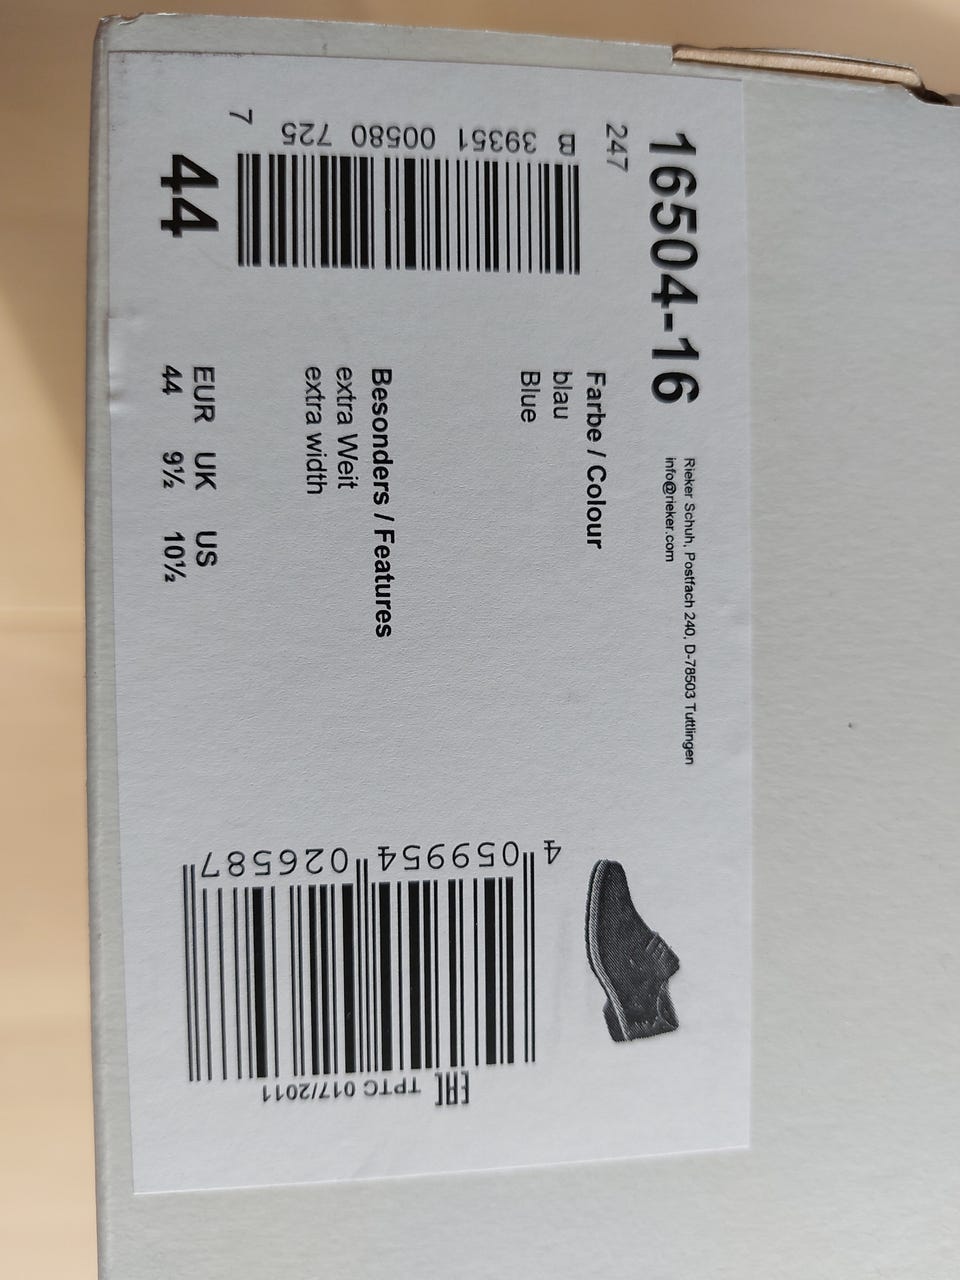 16504-16
Rieker Schuh, Postfach 240, D-78503 Tuttlingen
info@rieker.com
247
Farbe / Colour
blau
Blue
B 39351 00580 725 7
Besonders / Features
extra Weit
extra width
44
EUR UK US
44 9½ 10½
4 059954 026587
EAC TPTC 017/2011